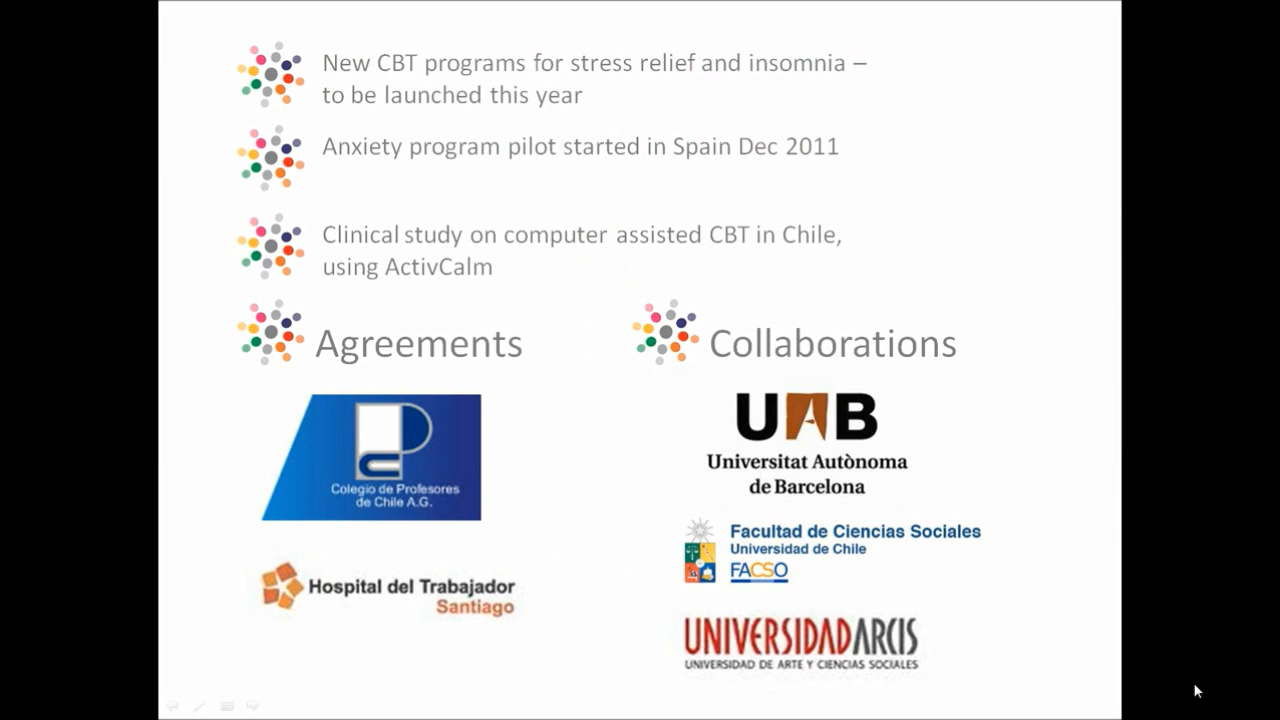 New CBT programs for stress relief and insomnia –
to be launched this year
Anxiety program pilot started in Spain Dec 2011
Clinical study on computer assisted CBT in Chile,
using ActivCalm
Agreements
Colegio de Profesores
de Chile A.G.
Hospital del Trabajador
Santiago
Collaborations
UAB
Universitat Autònoma
de Barcelona
Facultad de Ciencias Sociales
Universidad de Chile
FACSO
UNIVERSIDAD ARCIS
UNIVERSIDAD DE ARTE Y CIENCIAS SOCIALES